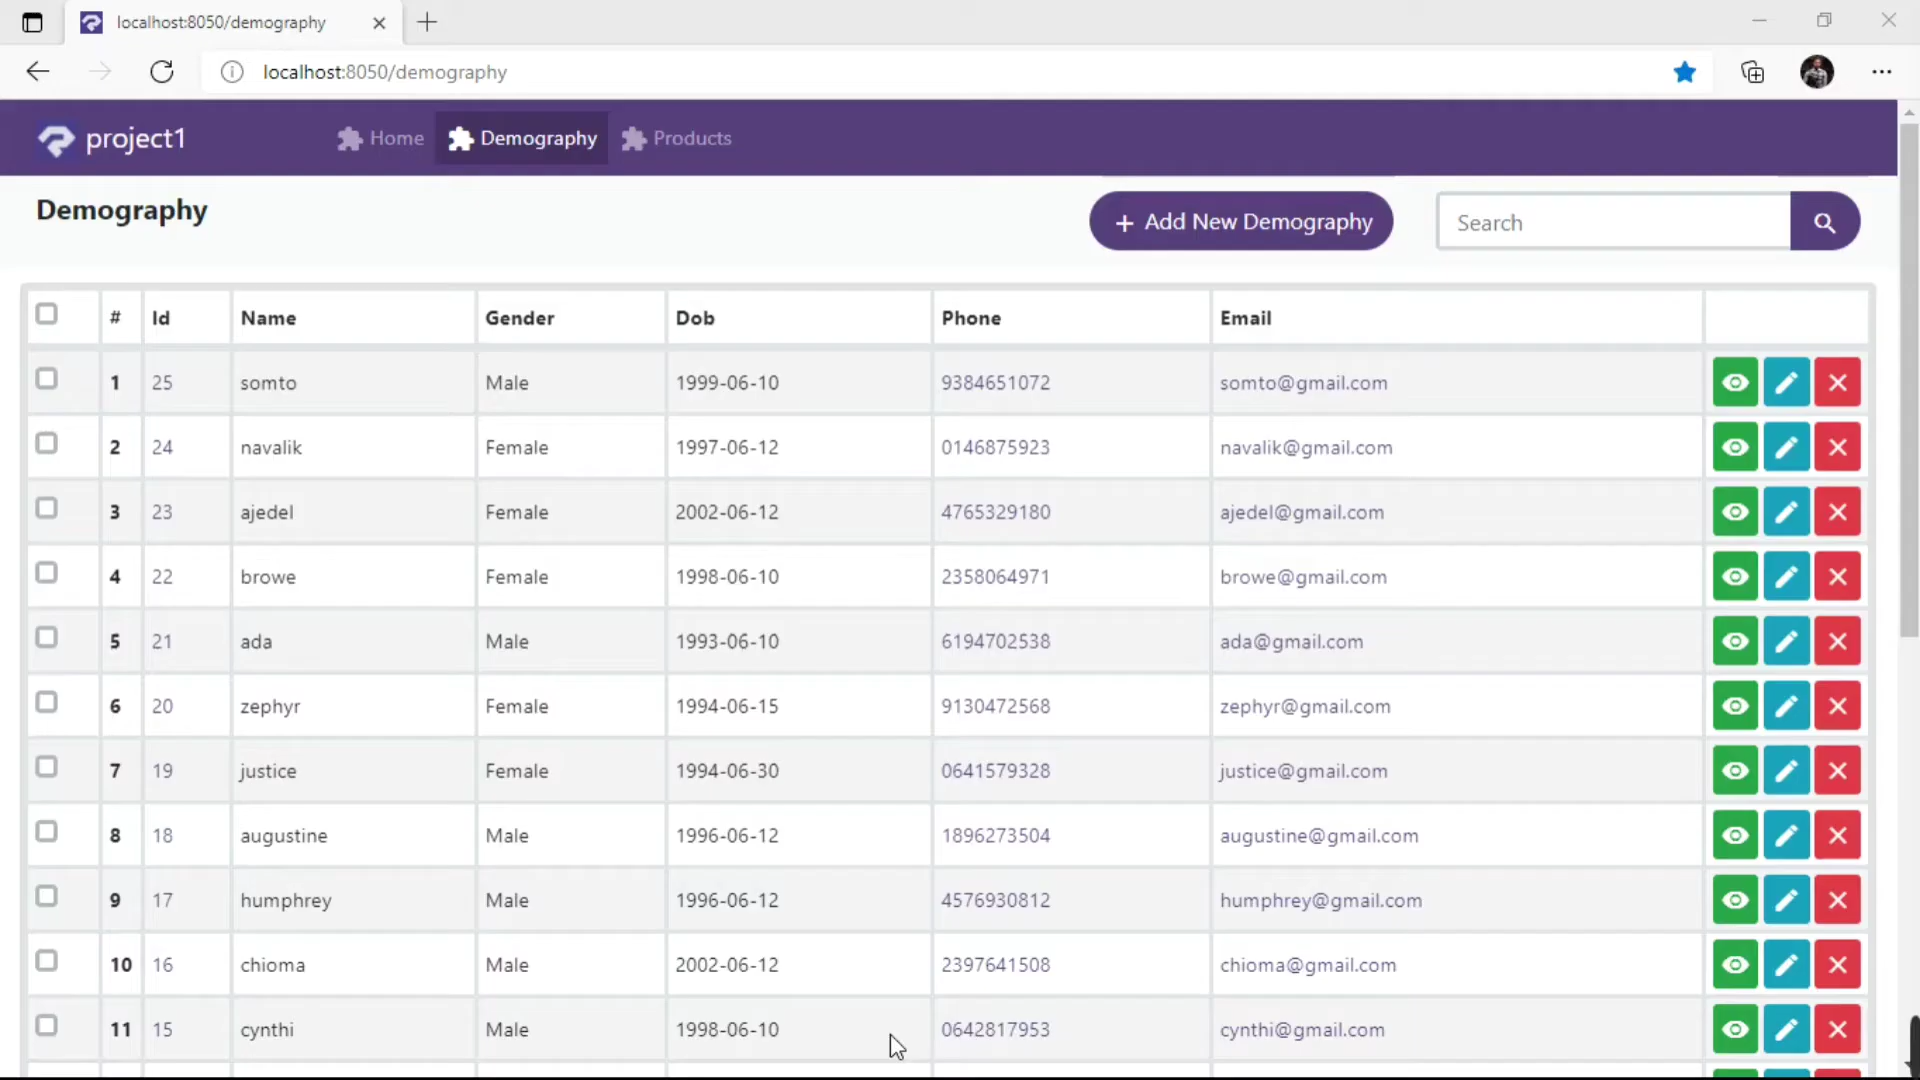 localhost:8050/demography
localhost:8050/demography
project1 Home Demography Products
Demography + Add New Demography Search
# Id Name Gender Dob Phone Email
1 25 somto Male 1999-06-10 9384651072 somto@gmail.com
2 24 navalik Female 1997-06-12 0146875923 navalik@gmail.com
3 23 ajedel Female 2002-06-12 4765329180 ajedel@gmail.com
4 22 browe Female 1998-06-10 2358064971 browe@gmail.com
5 21 ada Male 1993-06-10 6194702538 ada@gmail.com
6 20 zephyr Female 1994-06-15 9130472568 zephyr@gmail.com
7 19 justice Female 1994-06-30 0641579328 justice@gmail.com
8 18 augustine Male 1996-06-12 1896273504 augustine@gmail.com
9 17 humphrey Male 1996-06-12 4576930812 humphrey@gmail.com
10 16 chioma Male 2002-06-12 2397641508 chioma@gmail.com
11 15 cynthi Male 1998-06-10 0642817953 cynthi@gmail.com